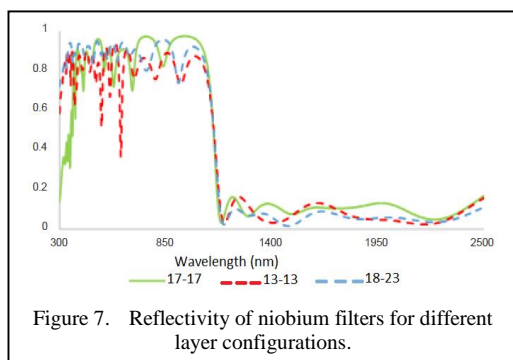 1
0.8
0.6
0.4
0.2
0
300 850 1400 1950 2500
Wavelength (nm)
17-17 13-13 18-23
Figure 7. Reflectivity of niobium filters for different
layer configurations.